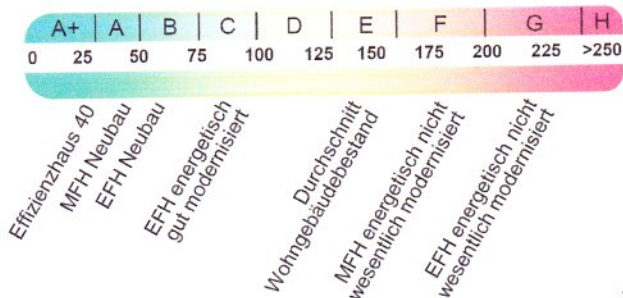 A+ A B C D E F G H
0 25 50 75 100 125 150 175 200 225 >250
Effizienzhaus 40
MFH Neubau
EFH Neubau
EFH energetisch
gut modernisiert
Durchschnitt
Wohngebäudebestand
MFH energetisch nicht
wesentlich modernisiert
EFH energetisch nicht
wesentlich modernisiert